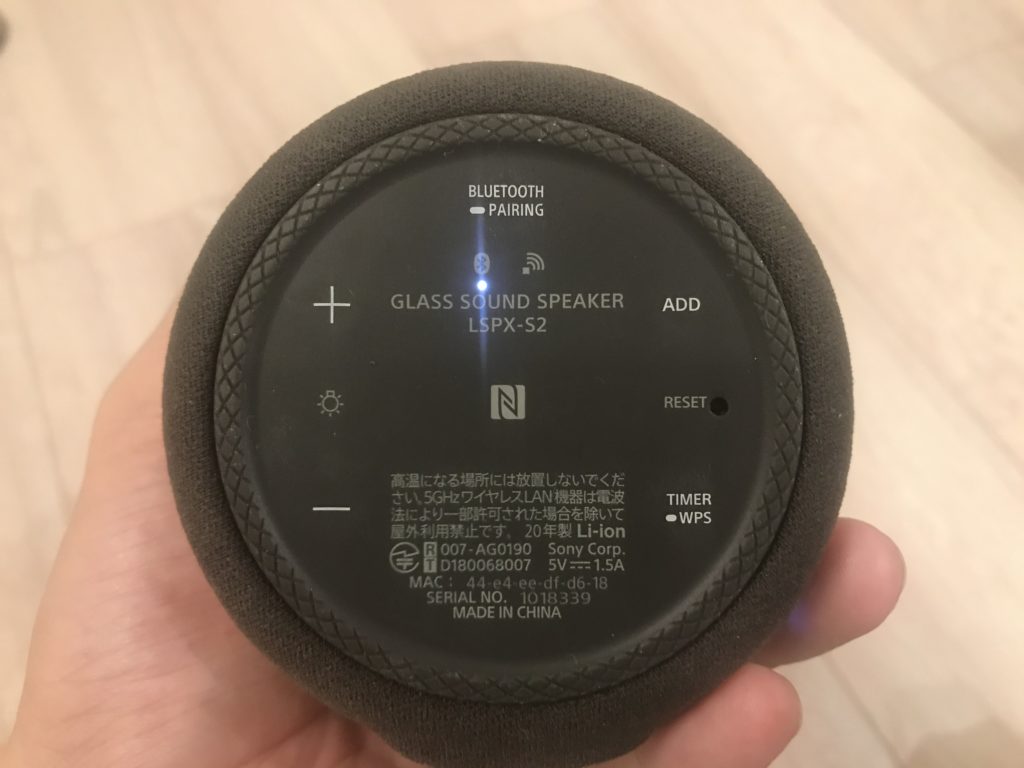 BLUETOOTH
PAIRING
GLASS SOUND SPEAKER
LSPX-S2
ADD
RESET
高温になる場所には放置しないでくだ
さい。5GHzワイヤレスLAN機器は電波
法により一部許可された場合を除いて
屋外利用禁止です。 20年製 Li-ion
R 007-AG0190 Sony Corp.
T D180068007 5V⎓1.5A
MAC : 44-e4-ee-df-d6-18
SERIAL NO. 1018339
MADE IN CHINA
TIMER
WPS